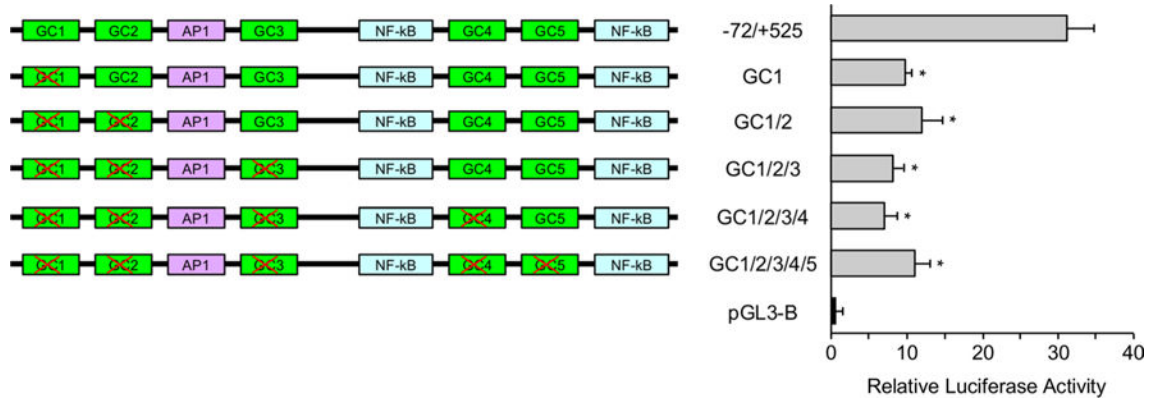 GC1 GC2 AP1 GC3 NF-kB GC4 GC5 NF-kB -72/+525
GC1 GC2 AP1 GC3 NF-kB GC4 GC5 NF-kB GC1 *
GC1 GC2 AP1 GC3 NF-kB GC4 GC5 NF-kB GC1/2 *
GC1 GC2 AP1 GC3 NF-kB GC4 GC5 NF-kB GC1/2/3 *
GC1 GC2 AP1 GC3 NF-kB GC4 GC5 NF-kB GC1/2/3/4 *
GC1 GC2 AP1 GC3 NF-kB GC4 GC5 NF-kB GC1/2/3/4/5 *
pGL3-B
0 10 20 30 40
Relative Luciferase Activity